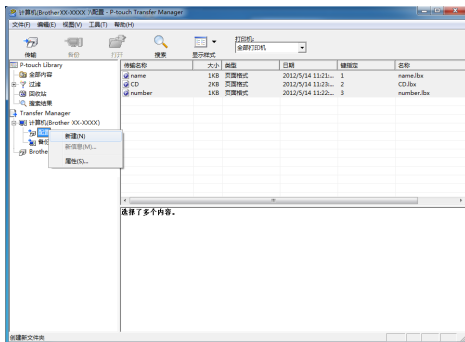 计算机(Brother XX-XXXX )\配置 - P-touch Transfer Manager
文件(F) 编辑(E) 视图(V) 工具(T) 帮助(H)
传输 备份 打开 搜索 显示样式 打印机: 全部打印机
P-touch Library
全部内容
过滤
回收站
搜索结果
Transfer Manager
计算机(Brother XX-XXXX)
配置
备份
Brothe
新建(N)
新信息(M)...
属性(S)...
传输名称 大小 类型 日期 键指定 名称
name 1KB 页面格式 2012/5/14 11:21:... 1 name.lbx
CD 2KB 页面格式 2012/5/14 11:23:... 2 CD.lbx
number 1KB 页面格式 2012/5/14 11:22:... 3 number.lbx
选择了多个内容。
创建新文件夹